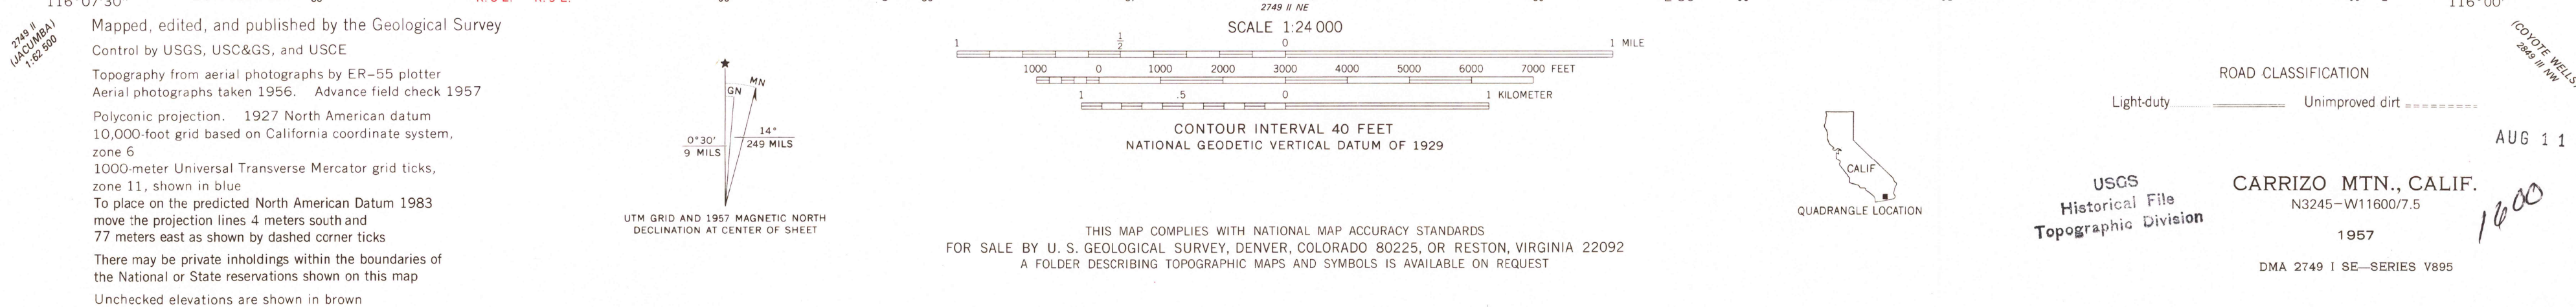 116°07'30"
2749 II
(JACUMBA)
1:62 500
Mapped, edited, and published by the Geological Survey
Control by USGS, USC&GS, and USCE
Topography from aerial photographs by ER–55 plotter
Aerial photographs taken 1956. Advance field check 1957
Polyconic projection. 1927 North American datum
10,000-foot grid based on California coordinate system,
zone 6
1000-meter Universal Transverse Mercator grid ticks,
zone 11, shown in blue
To place on the predicted North American Datum 1983
move the projection lines 4 meters south and
77 meters east as shown by dashed corner ticks
There may be private inholdings within the boundaries of
the National or State reservations shown on this map
Unchecked elevations are shown in brown
MN
GN
0°30'
9 MILS
14°
249 MILS
UTM GRID AND 1957 MAGNETIC NORTH
DECLINATION AT CENTER OF SHEET
2749 II NE
SCALE 1:24 000
1 1/2 0 1 MILE
1000 0 1000 2000 3000 4000 5000 6000 7000 FEET
1 .5 0 1 KILOMETER
CONTOUR INTERVAL 40 FEET
NATIONAL GEODETIC VERTICAL DATUM OF 1929
THIS MAP COMPLIES WITH NATIONAL MAP ACCURACY STANDARDS
FOR SALE BY U. S. GEOLOGICAL SURVEY, DENVER, COLORADO 80225, OR RESTON, VIRGINIA 22092
A FOLDER DESCRIBING TOPOGRAPHIC MAPS AND SYMBOLS IS AVAILABLE ON REQUEST
CALIF
QUADRANGLE LOCATION
116°00'
(COYOTE WELLS)
2849 III NW
ROAD CLASSIFICATION
Light-duty Unimproved dirt
AUG 11
USGS
Historical File
Topographic Division
CARRIZO MTN., CALIF.
N3245–W11600/7.5
1957
1600
DMA 2749 I SE—SERIES V895